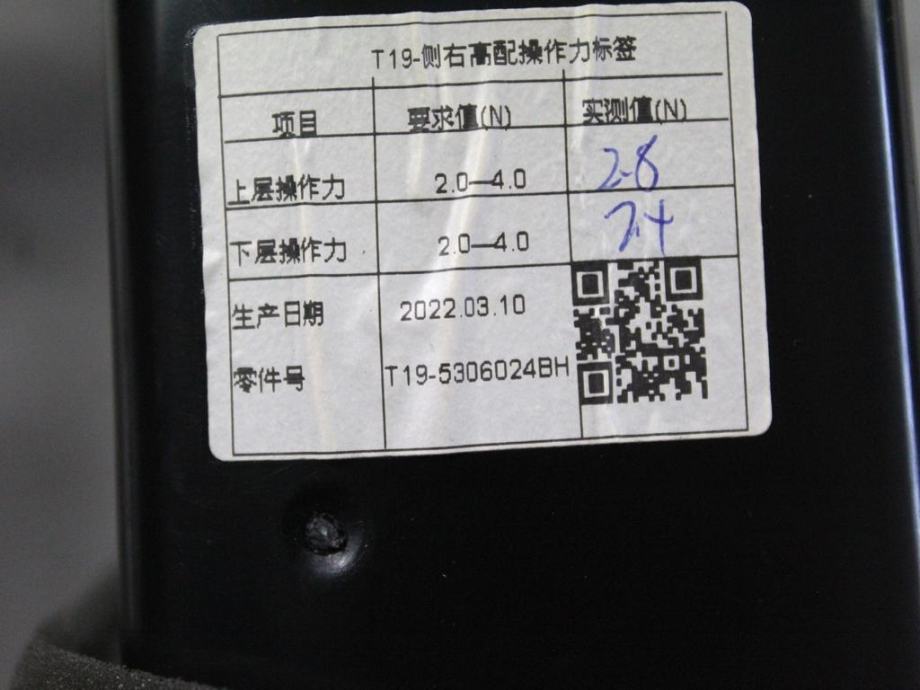 T19-侧右高配操作力标签
项目 要求值(N) 实测值(N)
上层操作力 2.0—4.0 2.8
下层操作力 2.0—4.0 2.4
生产日期 2022.03.10
零件号 T19-5306024BH